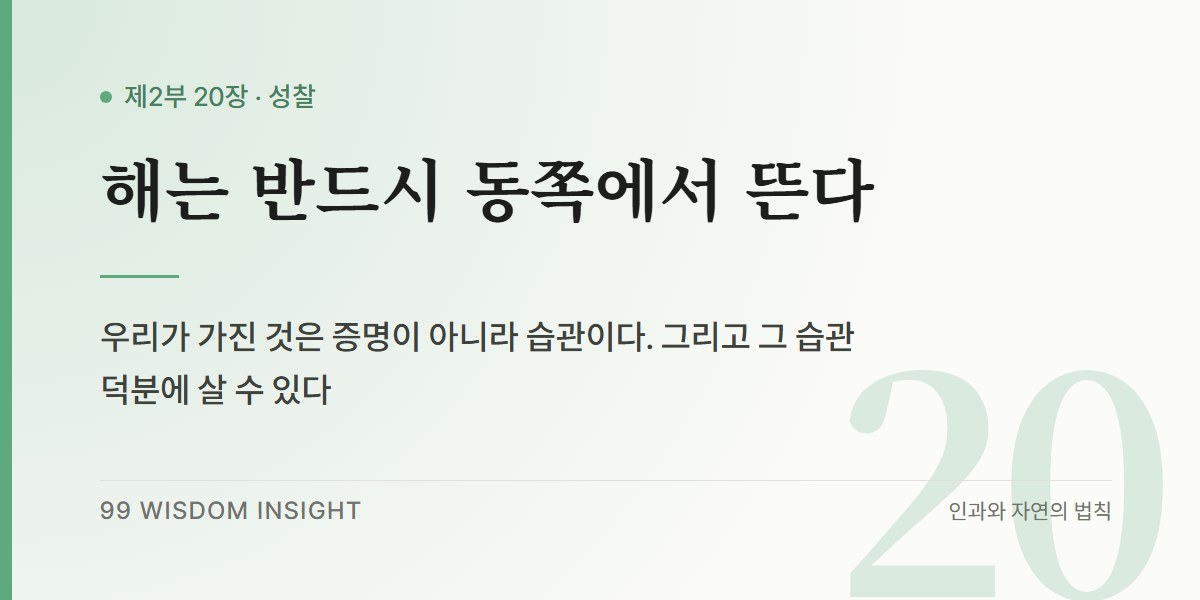 제2부 20장 · 성찰
해는 반드시 동쪽에서 뜬다
우리가 가진 것은 증명이 아니라 습관이다. 그리고 그 습관
덕분에 살 수 있다
20
99 WISDOM INSIGHT
인과와 자연의 법칙